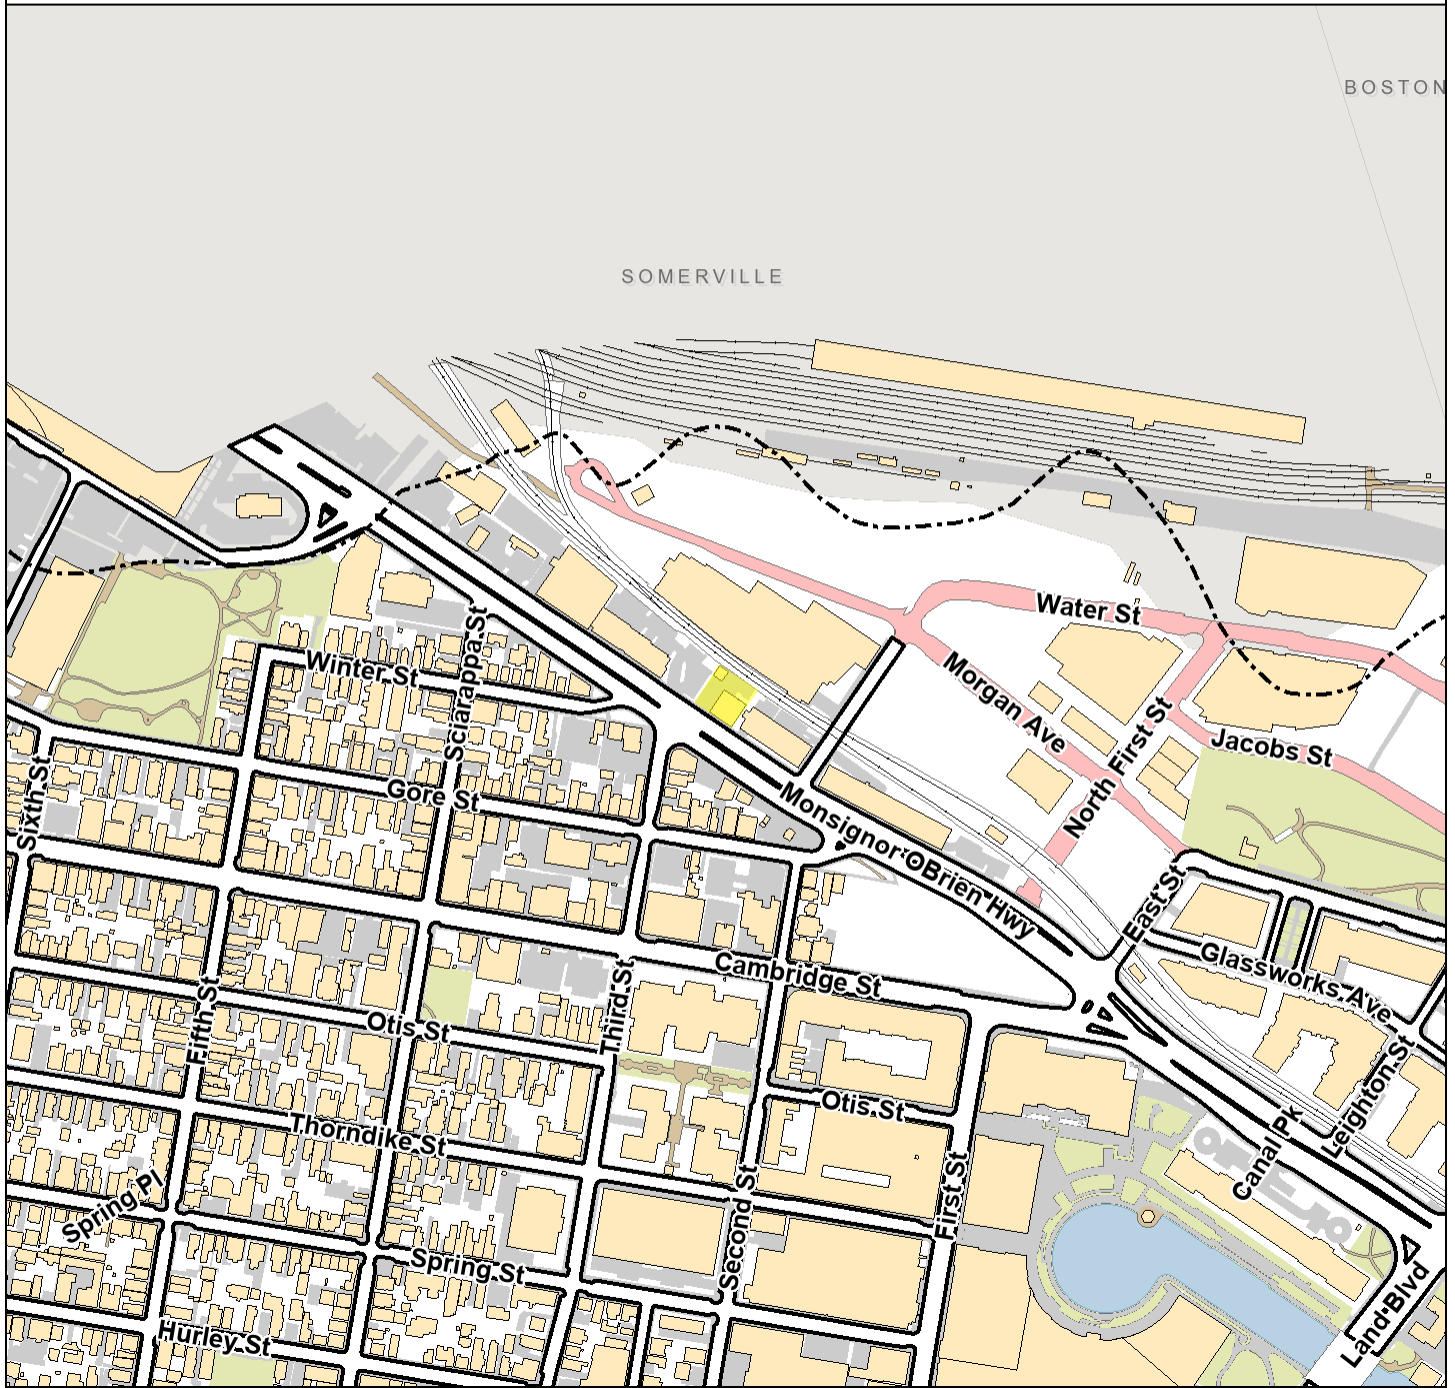 BOSTON
SOMERVILLE
Water St
Winter St
Sciarappa St
Morgan Ave
North First St
Jacobs St
Sixth St
Gore St
Monsignor OBrien Hwy
East St
Cambridge St
Glassworks Ave
Fifth St
Otis St
Third St
Otis St
Thorndike St
Leighton St
Canal Pk
Spring Pl
Second St
First St
Spring St
Land Blvd
Hurley St